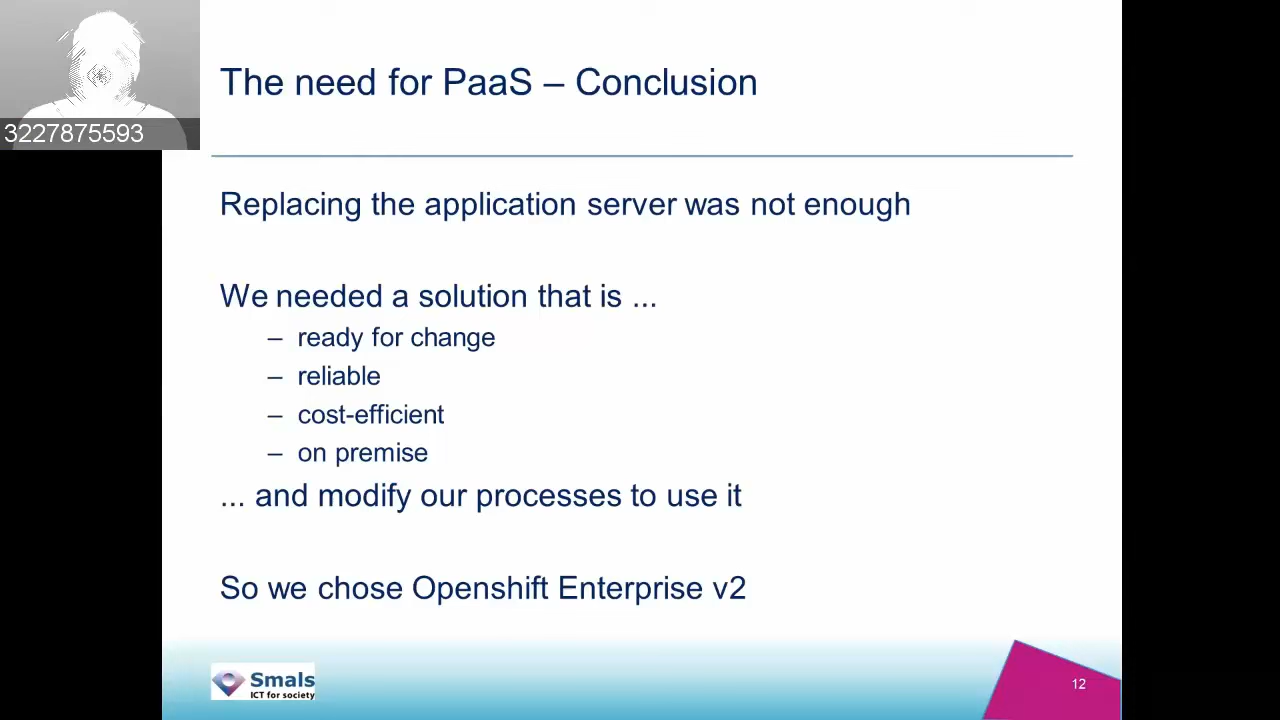 3227875593
The need for PaaS – Conclusion
Replacing the application server was not enough
We needed a solution that is ...
– ready for change
– reliable
– cost-efficient
– on premise
... and modify our processes to use it
So we chose Openshift Enterprise v2
Smals
ICT for society
12